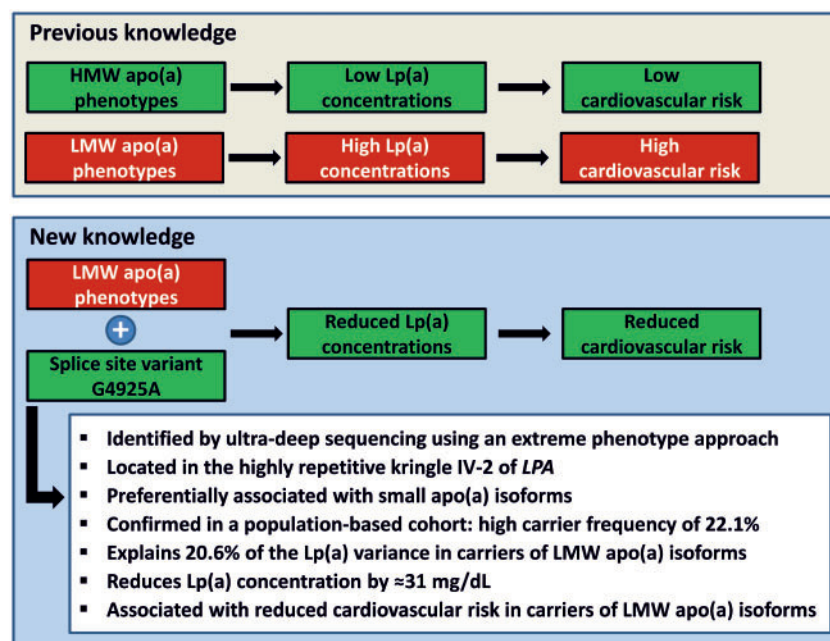 Previous knowledge
HMW apo(a)
phenotypes
Low Lp(a)
concentrations
Low
cardiovascular risk
LMW apo(a)
phenotypes
High Lp(a)
concentrations
High
cardiovascular risk
New knowledge
LMW apo(a)
phenotypes
+
Splice site variant
G4925A
Reduced Lp(a)
concentrations
Reduced
cardiovascular risk
▪ Identified by ultra-deep sequencing using an extreme phenotype approach
▪ Located in the highly repetitive kringle IV-2 of LPA
▪ Preferentially associated with small apo(a) isoforms
▪ Confirmed in a population-based cohort: high carrier frequency of 22.1%
▪ Explains 20.6% of the Lp(a) variance in carriers of LMW apo(a) isoforms
▪ Reduces Lp(a) concentration by ≈31 mg/dL
▪ Associated with reduced cardiovascular risk in carriers of LMW apo(a) isoforms